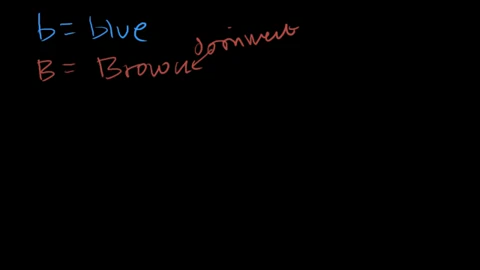 b = blue
B = Brown
dominant